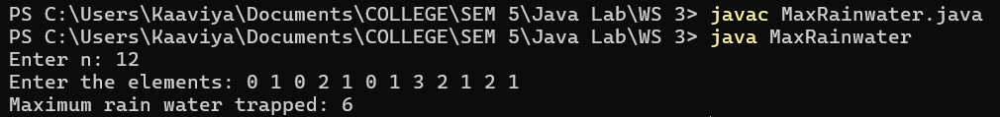 PS C:\Users\Kaaviya\Documents\COLLEGE\SEM 5\Java Lab\WS 3> javac MaxRainwater.java
PS C:\Users\Kaaviya\Documents\COLLEGE\SEM 5\Java Lab\WS 3> java MaxRainwater
Enter n: 12
Enter the elements: 0 1 0 2 1 0 1 3 2 1 2 1
Maximum rain water trapped: 6